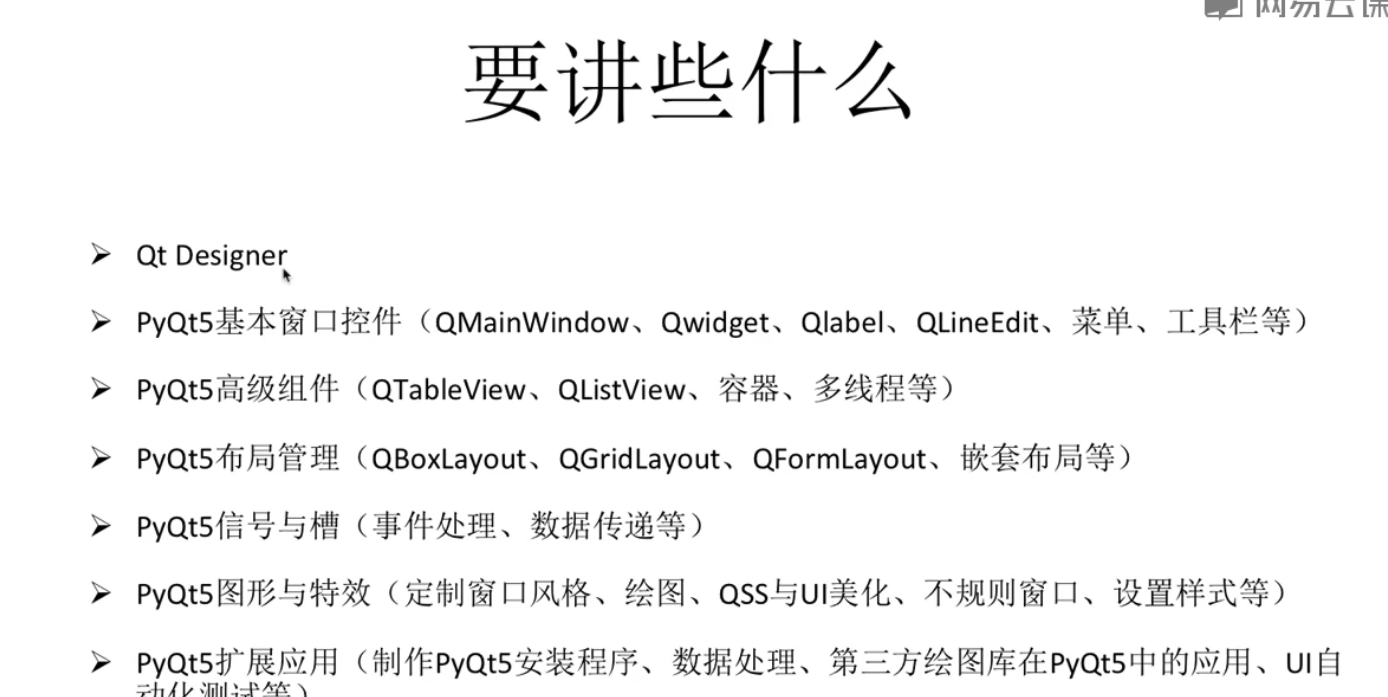 网易云课
要讲些什么
Qt Designer
PyQt5基本窗口控件（QMainWindow、Qwidget、Qlabel、QLineEdit、菜单、工具栏等）
PyQt5高级组件（QTableView、QListView、容器、多线程等）
PyQt5布局管理（QBoxLayout、QGridLayout、QFormLayout、嵌套布局等）
PyQt5信号与槽（事件处理、数据传递等）
PyQt5图形与特效（定制窗口风格、绘图、QSS与UI美化、不规则窗口、设置样式等）
PyQt5扩展应用（制作PyQt5安装程序、数据处理、第三方绘图库在PyQt5中的应用、UI自
动化测试等）